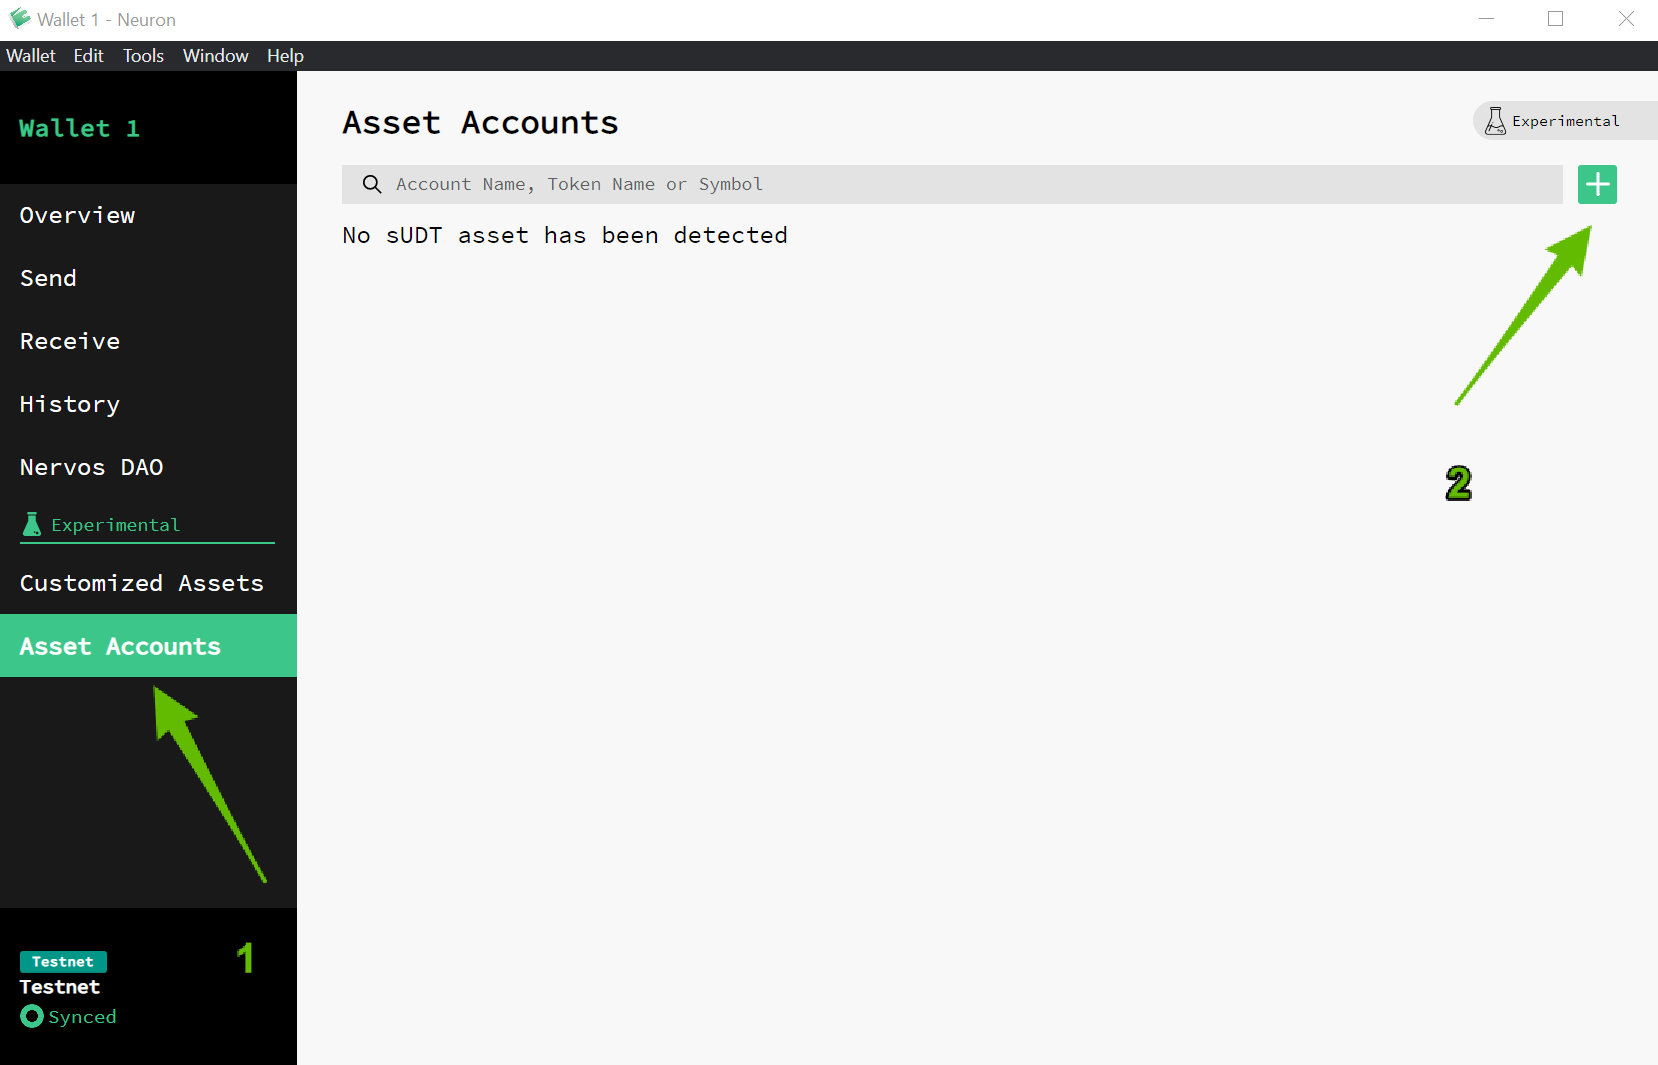 Wallet 1 - Neuron
Wallet Edit Tools Window Help
Wallet 1
Overview
Send
Receive
History
Nervos DAO
Experimental
Customized Assets
Asset Accounts
Testnet
Testnet
Synced
1
Asset Accounts
Experimental
Account Name, Token Name or Symbol
No sUDT asset has been detected
2